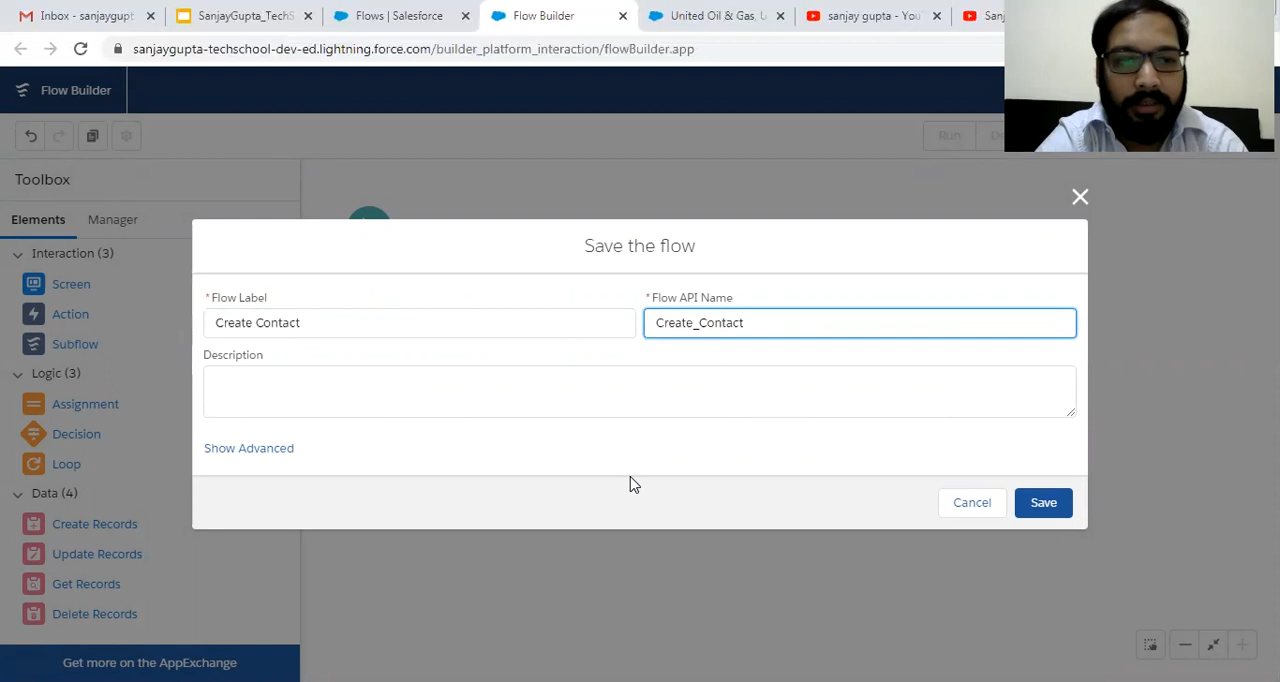 Inbox - sanjaygupt
SanjayGupta_TechS
Flows | Salesforce
Flow Builder
United Oil & Gas, U
sanjay gupta - YouT
San
sanjaygupta-techschool-dev-ed.lightning.force.com/builder_platform_interaction/flowBuilder.app
Flow Builder
Run
Toolbox
Elements
Manager
Interaction (3)
Screen
Action
Subflow
Logic (3)
Assignment
Decision
Loop
Data (4)
Create Records
Update Records
Get Records
Delete Records
Get more on the AppExchange
Save the flow
*Flow Label
*Flow API Name
Create Contact
Create_Contact
Description
Show Advanced
Cancel
Save